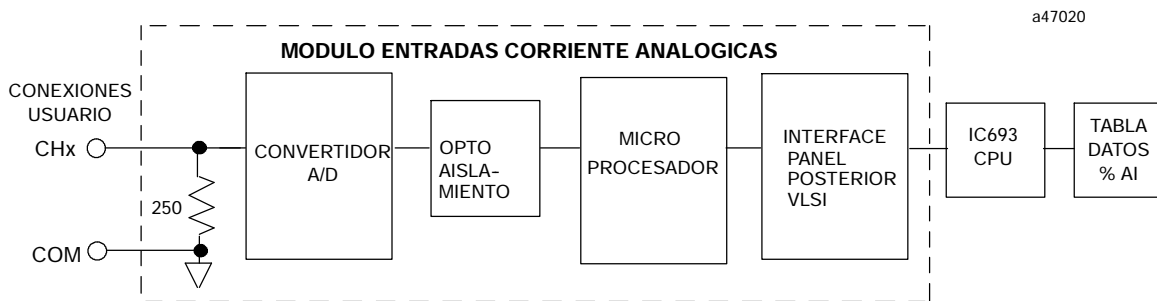 a47020
MODULO ENTRADAS CORRIENTE ANALOGICAS
CONEXIONES
USUARIO
CHx
250
COM
CONVERTIDOR
A/D
OPTO
AISLA-
MIENTO
MICRO
PROCESADOR
INTERFACE
PANEL
POSTERIOR
VLSI
IC693
CPU
TABLA
DATOS
% AI